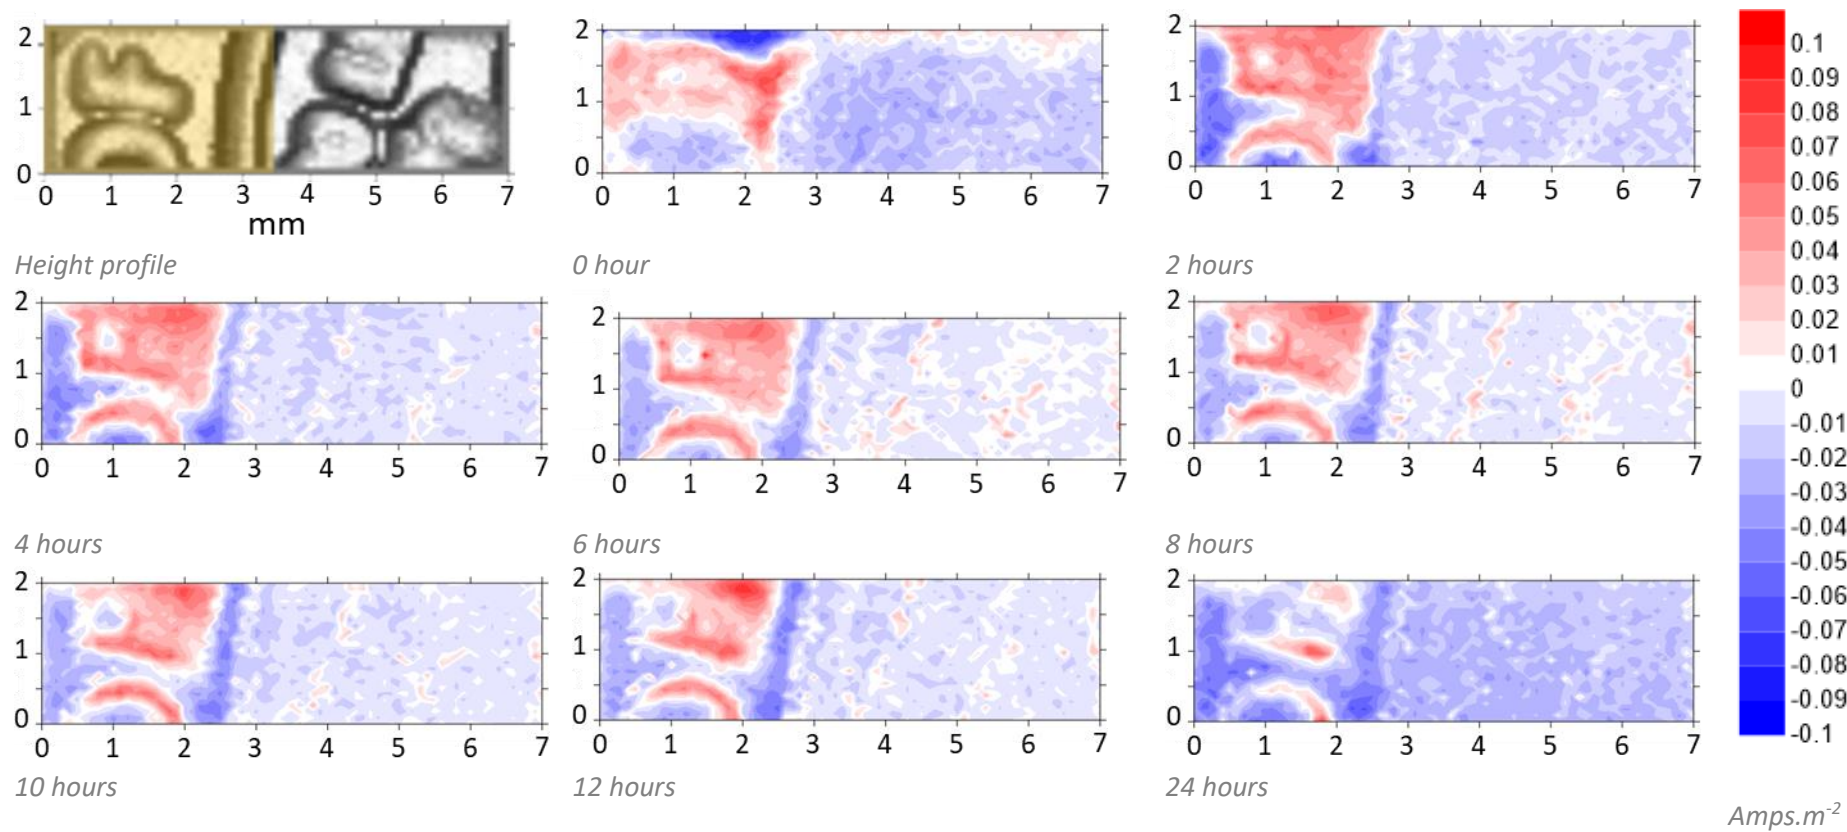 2
1
0
0 1 2 3 4 5 6 7
mm
Height profile
2
1
0
0 1 2 3 4 5 6 7
0 hour
2
1
0
0 1 2 3 4 5 6 7
2 hours
2
1
0
0 1 2 3 4 5 6 7
4 hours
2
1
0
0 1 2 3 4 5 6 7
6 hours
2
1
0
0 1 2 3 4 5 6 7
8 hours
2
1
0
0 1 2 3 4 5 6 7
10 hours
2
1
0
0 1 2 3 4 5 6 7
12 hours
2
1
0
0 1 2 3 4 5 6 7
24 hours
0.1
0.09
0.08
0.07
0.06
0.05
0.04
0.03
0.02
0.01
0
-0.01
-0.02
-0.03
-0.04
-0.05
-0.06
-0.07
-0.08
-0.09
-0.1
Amps.m⁻²